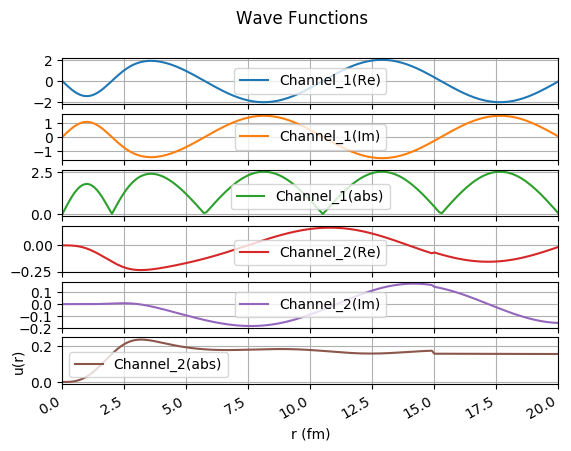 Wave Functions
2
0
−2
Channel_1(Re)
1
0
−1
Channel_1(Im)
2.5
0.0
Channel_1(abs)
0.00
−0.25
Channel_2(Re)
0.1
0.0
−0.1
−0.2
Channel_2(Im)
0.2
0.0
Channel_2(abs)
u(r)
0.0 2.5 5.0 7.5 10.0 12.5 15.0 17.5 20.0
r (fm)